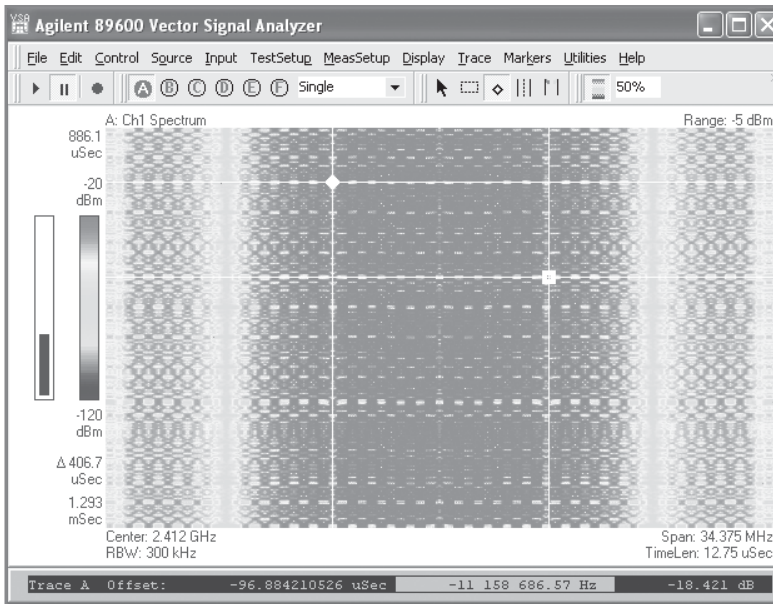 VSA Agilent 89600 Vector Signal Analyzer
File Edit Control Source Input TestSetup MeasSetup Display Trace Markers Utilities Help
A B C D E F Single 50%
A: Ch1 Spectrum Range: -5 dBm
886.1
uSec
-20
dBm
-120
dBm
Δ 406.7
uSec
1.293
mSec
Center: 2.412 GHz Span: 34.375 MHz
RBW: 300 kHz TimeLen: 12.75 uSec
Trace A Offset: -96.884210526 uSec -11 158 686.57 Hz -18.421 dB